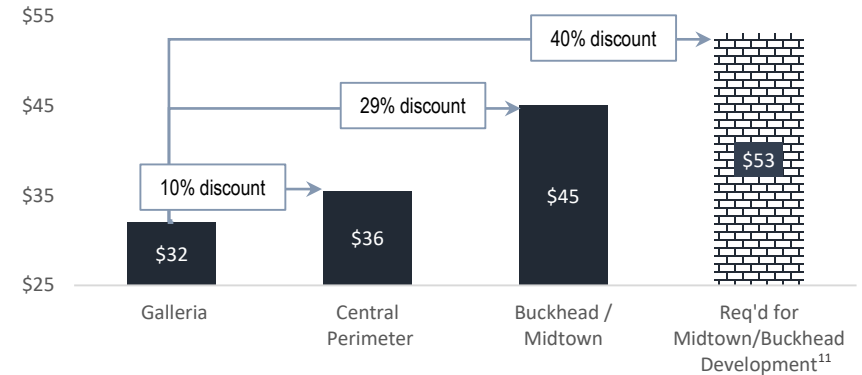 $55
40% discount
$45
29% discount
$53
$35
10% discount
$45
$36
$32
$25
Galleria
Central
Perimeter
Buckhead /
Midtown
Req'd for
Midtown/Buckhead
Development¹¹